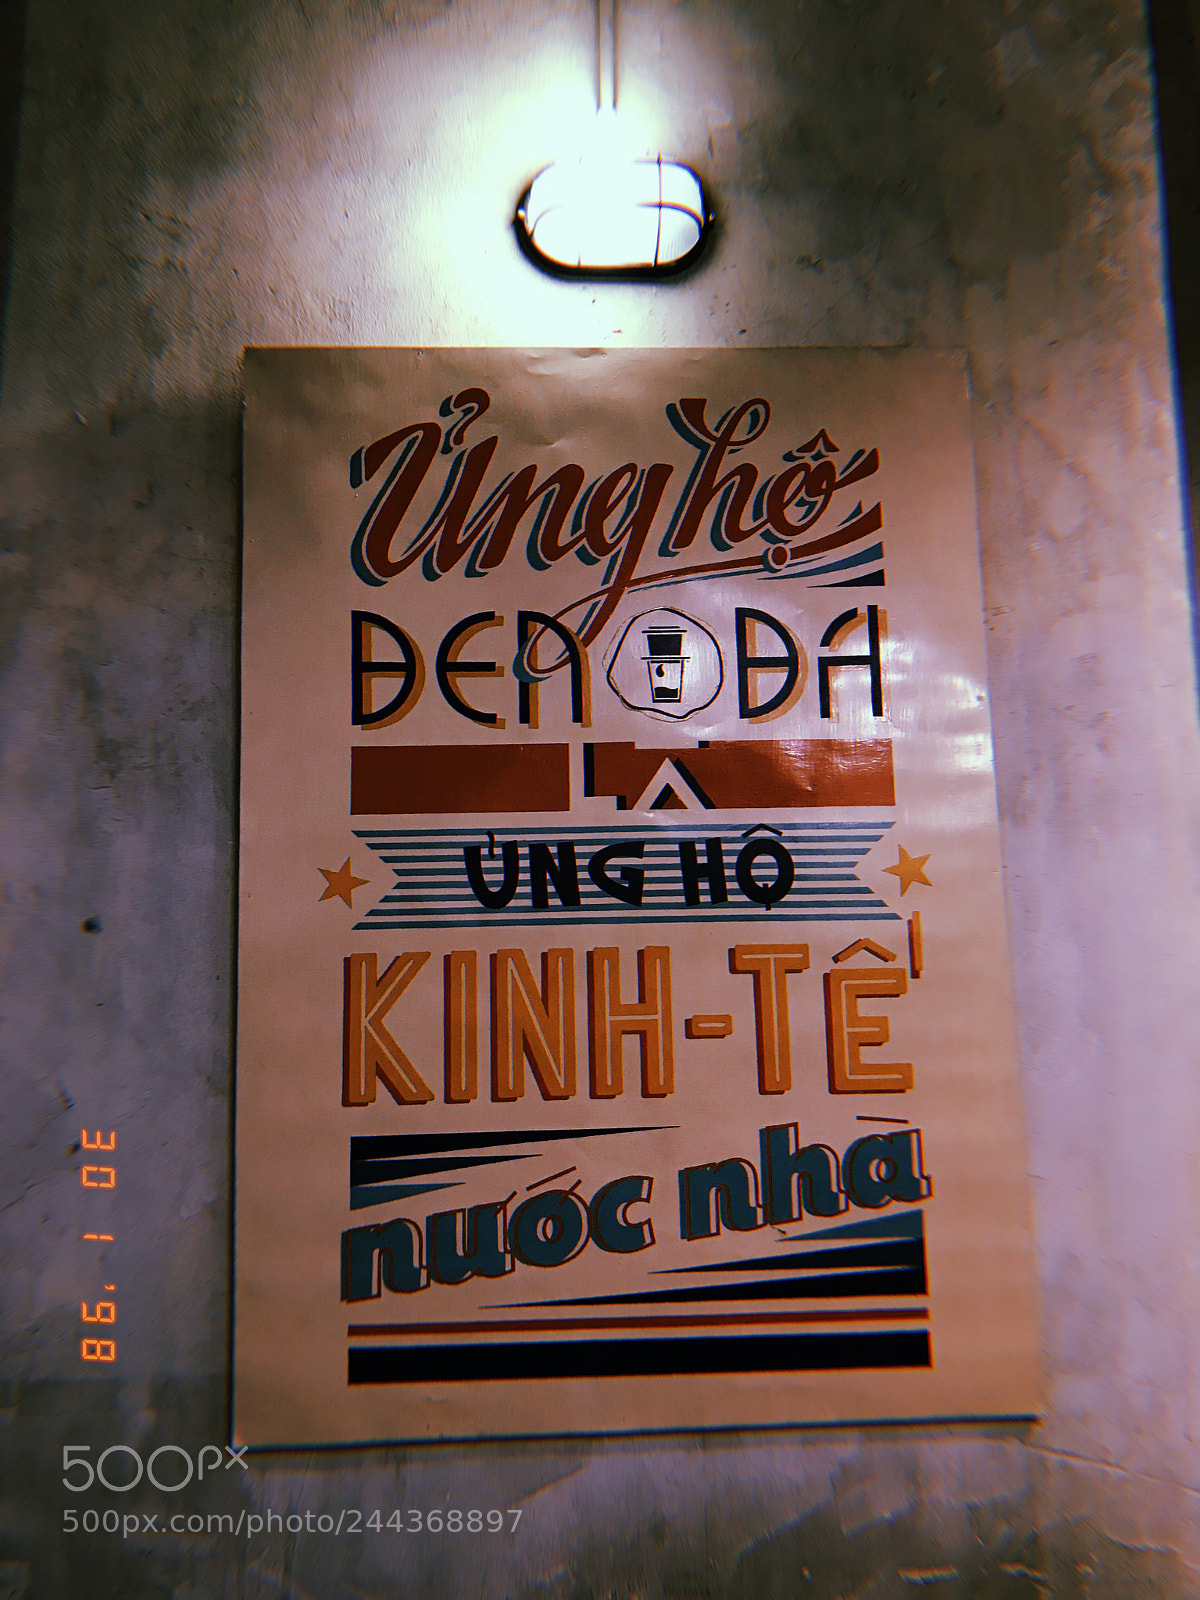 Ủng hộ
ĐEN ĐÁ
LÀ
ỦNG HỘ
KINH-TẾ
nước nhà
30 1 '98
500px
500px.com/photo/244368897